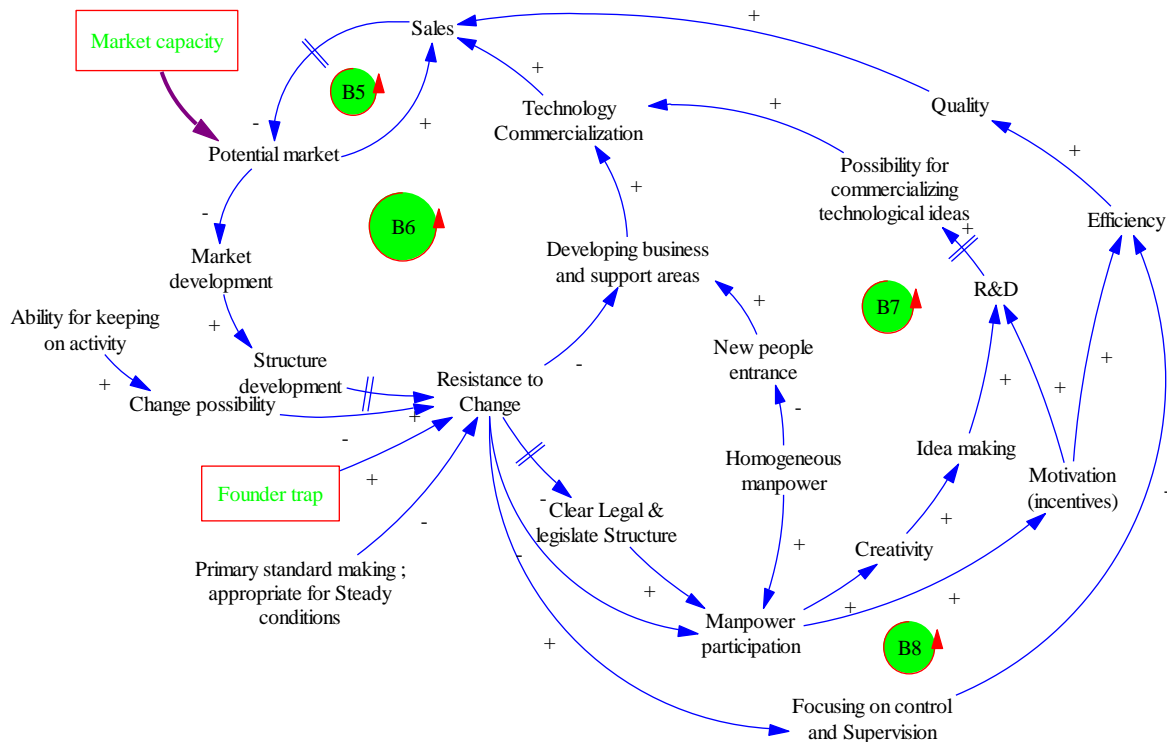 Market capacity
Sales
+
B5
-
+
+
Technology
Commercialization
+
Quality
+
Potential market
Possibility for
commercializing
technological ideas
+
-
B6
+
Efficiency
Market
development
Developing business
and support areas
R&D
B7
Ability for keeping
on activity
+
+
New people
entrance
Structure
development
Resistance to
Change
-
+
+
+
+
Change possibility
+
-
-
Idea making
Homogeneous
manpower
Motivation
(incentives)
+
Founder trap
-
Clear Legal &
legislate Structure
-
-
+
+
Creativity
-
Primary standard making ;
appropriate for Steady
conditions
+
+
+
Manpower
participation
B8
+
Focusing on control
and Supervision